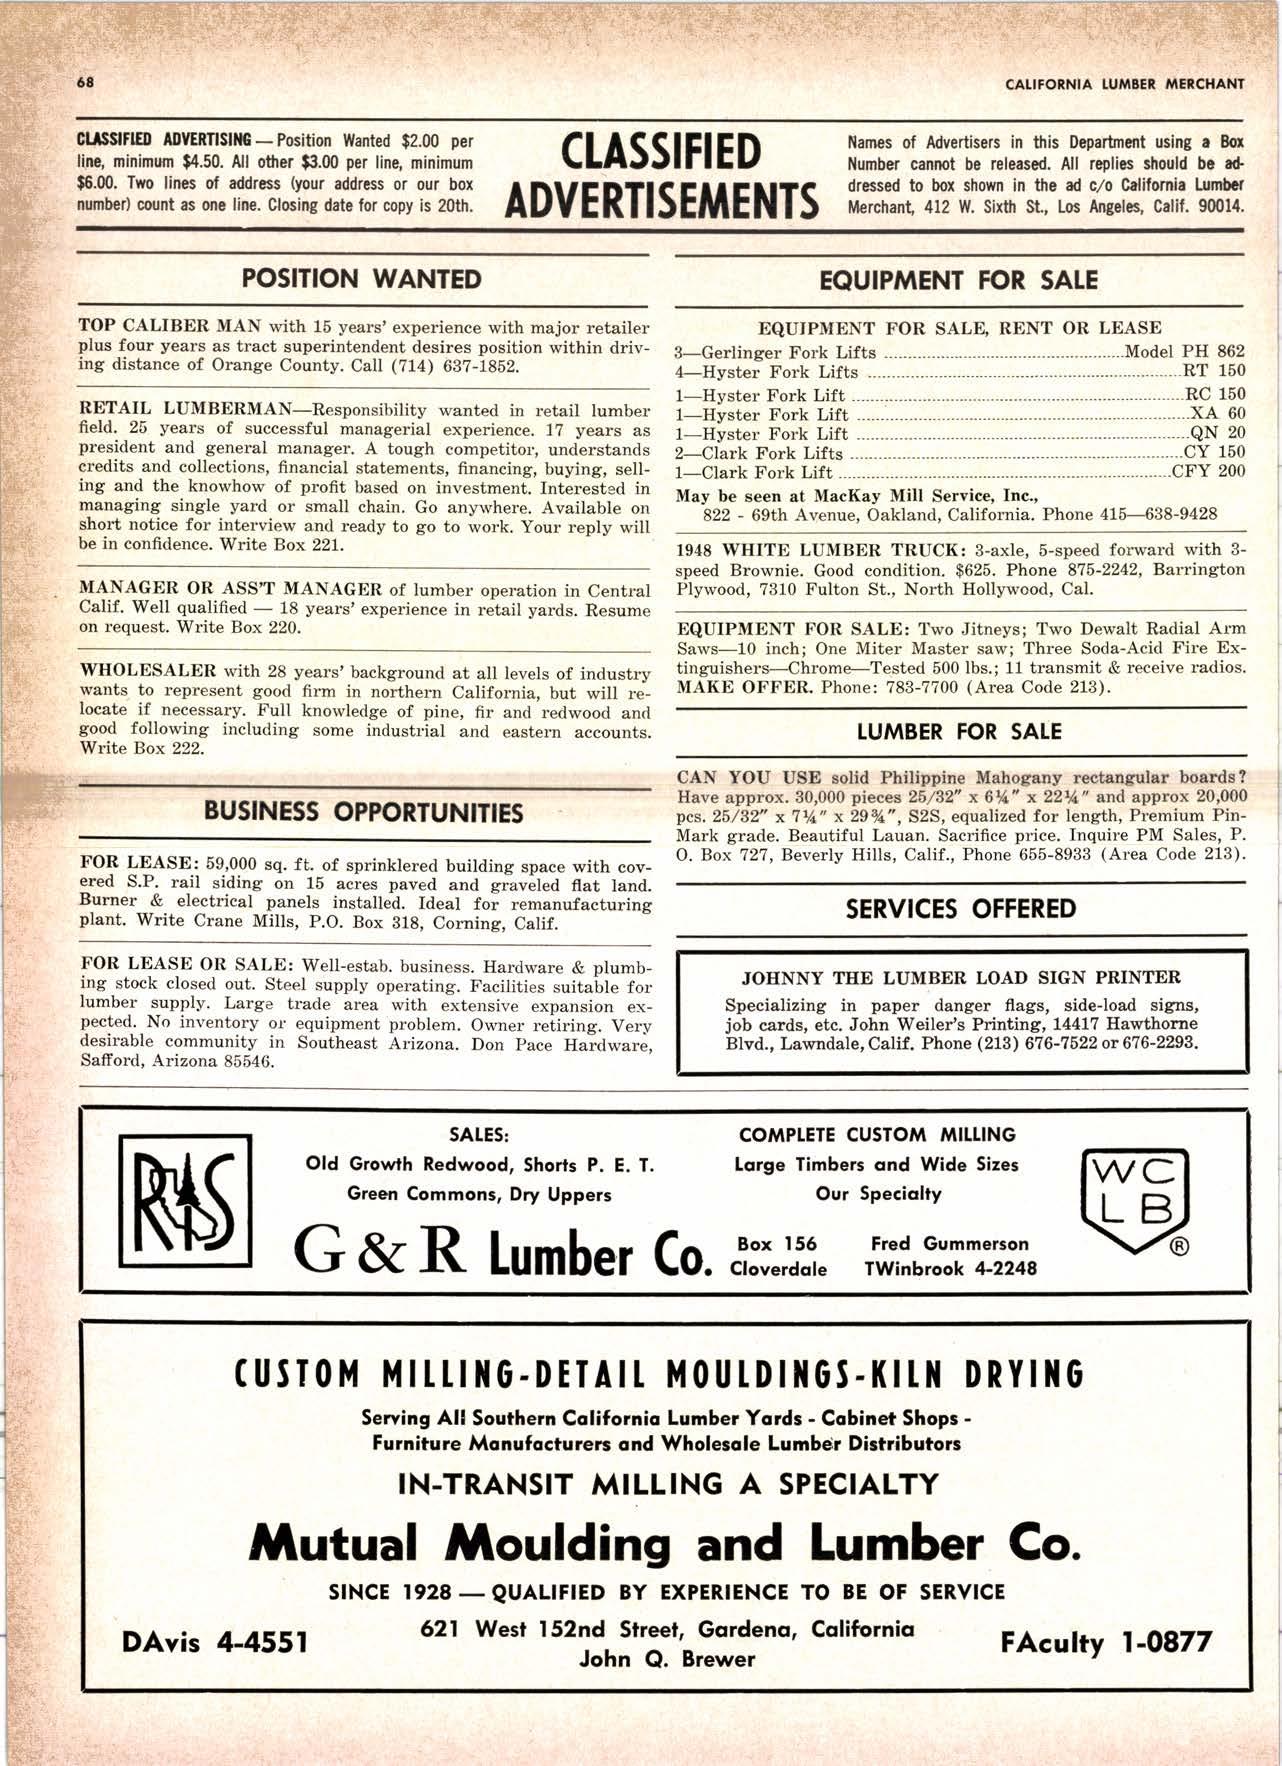 68
CALIFORNIA LUMBER MERCHANT
CLASSIFIED ADVERTISING — Position Wanted $2.00 per
line, minimum $4.50. All other $3.00 per line, minimum
$6.00. Two lines of address (your address or our box
number) count as one line. Closing date for copy is 20th.
CLASSIFIED
ADVERTISEMENTS
Names of Advertisers in this Department using a Box
Number cannot be released. All replies should be ad-
dressed to box shown in the ad c/o California Lumber
Merchant, 412 W. Sixth St., Los Angeles, Calif. 90014.
POSITION WANTED
TOP CALIBER MAN with 15 years' experience with major retailer
plus four years as tract superintendent desires position within driv-
ing distance of Orange County. Call (714) 637-1852.
RETAIL LUMBERMAN—Responsibility wanted in retail lumber
field. 25 years of successful managerial experience. 17 years as
president and general manager. A tough competitor, understands
credits and collections, financial statements, financing, buying, sell-
ing and the knowhow of profit based on investment. Interested in
managing single yard or small chain. Go anywhere. Available on
short notice for interview and ready to go to work. Your reply will
be in confidence. Write Box 221.
MANAGER OR ASS'T MANAGER of lumber operation in Central
Calif. Well qualified — 18 years' experience in retail yards. Resume
on request. Write Box 220.
WHOLESALER with 28 years' background at all levels of industry
wants to represent good firm in northern California, but will re-
locate if necessary. Full knowledge of pine, fir and redwood and
good following including some industrial and eastern accounts.
Write Box 222.
BUSINESS OPPORTUNITIES
FOR LEASE: 59,000 sq. ft. of sprinklered building space with cov-
ered S.P. rail siding on 15 acres paved and graveled flat land.
Burner & electrical panels installed. Ideal for remanufacturing
plant. Write Crane Mills, P.O. Box 318, Corning, Calif.
FOR LEASE OR SALE: Well-estab. business. Hardware & plumb-
ing stock closed out. Steel supply operating. Facilities suitable for
lumber supply. Large trade area with extensive expansion ex-
pected. No inventory or equipment problem. Owner retiring. Very
desirable community in Southeast Arizona. Don Pace Hardware,
Safford, Arizona 85546.
EQUIPMENT FOR SALE
EQUIPMENT FOR SALE, RENT OR LEASE
3—Gerlinger Fork Lifts ........ Model PH 862
4—Hyster Fork Lifts ........ RT 150
1—Hyster Fork Lift ........ RC 150
1—Hyster Fork Lift ........ XA 60
1—Hyster Fork Lift ........ QN 20
2—Clark Fork Lifts ........ CY 150
1—Clark Fork Lift ........ CFY 200
May be seen at MacKay Mill Service, Inc.,
822 - 69th Avenue, Oakland, California. Phone 415—638-9428
1948 WHITE LUMBER TRUCK: 3-axle, 5-speed forward with 3-
speed Brownie. Good condition. $625. Phone 875-2242, Barrington
Plywood, 7310 Fulton St., North Hollywood, Cal.
EQUIPMENT FOR SALE: Two Jitneys; Two Dewalt Radial Arm
Saws—10 inch; One Miter Master saw; Three Soda-Acid Fire Ex-
tinguishers—Chrome—Tested 500 lbs.; 11 transmit & receive radios.
MAKE OFFER. Phone: 783-7700 (Area Code 213).
LUMBER FOR SALE
CAN YOU USE solid Philippine Mahogany rectangular boards?
Have approx. 30,000 pieces 25/32" x 6¼" x 22¼" and approx 20,000
pcs. 25/32" x 7¼" x 29¾", S2S, equalized for length, Premium Pin-
Mark grade. Beautiful Lauan. Sacrifice price. Inquire PM Sales, P.
O. Box 727, Beverly Hills, Calif., Phone 655-8933 (Area Code 213).
SERVICES OFFERED
JOHNNY THE LUMBER LOAD SIGN PRINTER
Specializing in paper danger flags, side-load signs,
job cards, etc. John Weiler's Printing, 14417 Hawthorne
Blvd., Lawndale, Calif. Phone (213) 676-7522 or 676-2293.
RIS
SALES:
Old Growth Redwood, Shorts P. E. T.
Green Commons, Dry Uppers
COMPLETE CUSTOM MILLING
Large Timbers and Wide Sizes
Our Specialty
G & R Lumber Co.
Box 156
Cloverdale
Fred Gummerson
TWinbrook 4-2248
WC
LB
®
CUSTOM MILLING-DETAIL MOULDINGS-KILN DRYING
Serving All Southern California Lumber Yards - Cabinet Shops -
Furniture Manufacturers and Wholesale Lumber Distributors
IN-TRANSIT MILLING A SPECIALTY
Mutual Moulding and Lumber Co.
SINCE 1928 — QUALIFIED BY EXPERIENCE TO BE OF SERVICE
DAvis 4-4551
621 West 152nd Street, Gardena, California
John Q. Brewer
FAculty 1-0877